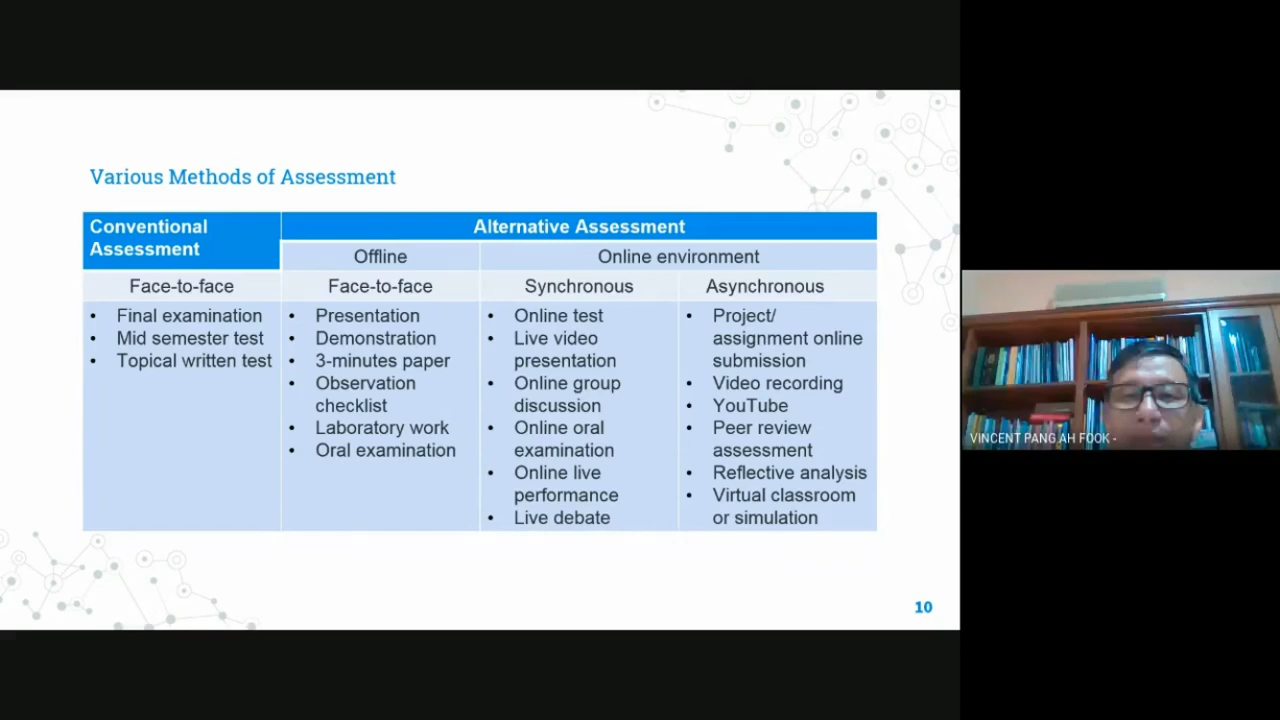 Various Methods of Assessment
Conventional
Assessment
Alternative Assessment
Offline
Online environment
Face-to-face
Face-to-face
Synchronous
Asynchronous
• Final examination
• Mid semester test
• Topical written test
• Presentation
• Demonstration
• 3-minutes paper
• Observation
checklist
• Laboratory work
• Oral examination
• Online test
• Live video
presentation
• Online group
discussion
• Online oral
examination
• Online live
performance
• Live debate
• Project/
assignment online
submission
• Video recording
• YouTube
• Peer review
assessment
• Reflective analysis
• Virtual classroom
or simulation
10
VINCENT PANG AH FOOK -